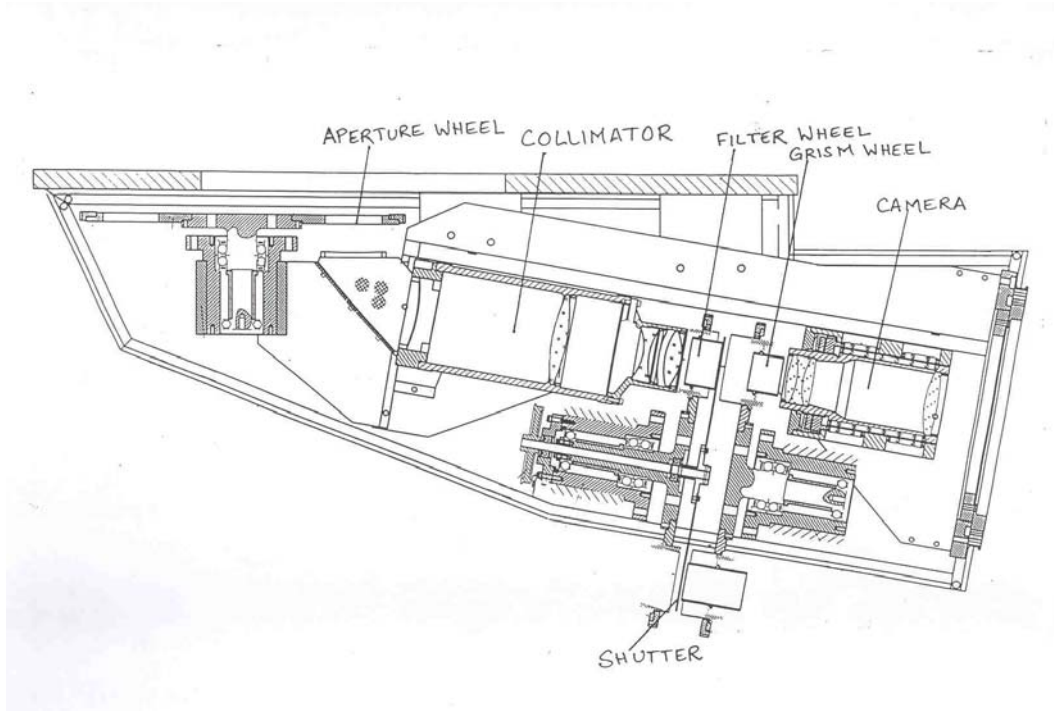 APERTURE WHEEL
COLLIMATOR
FILTER WHEEL
GRISM WHEEL
CAMERA
SHUTTER